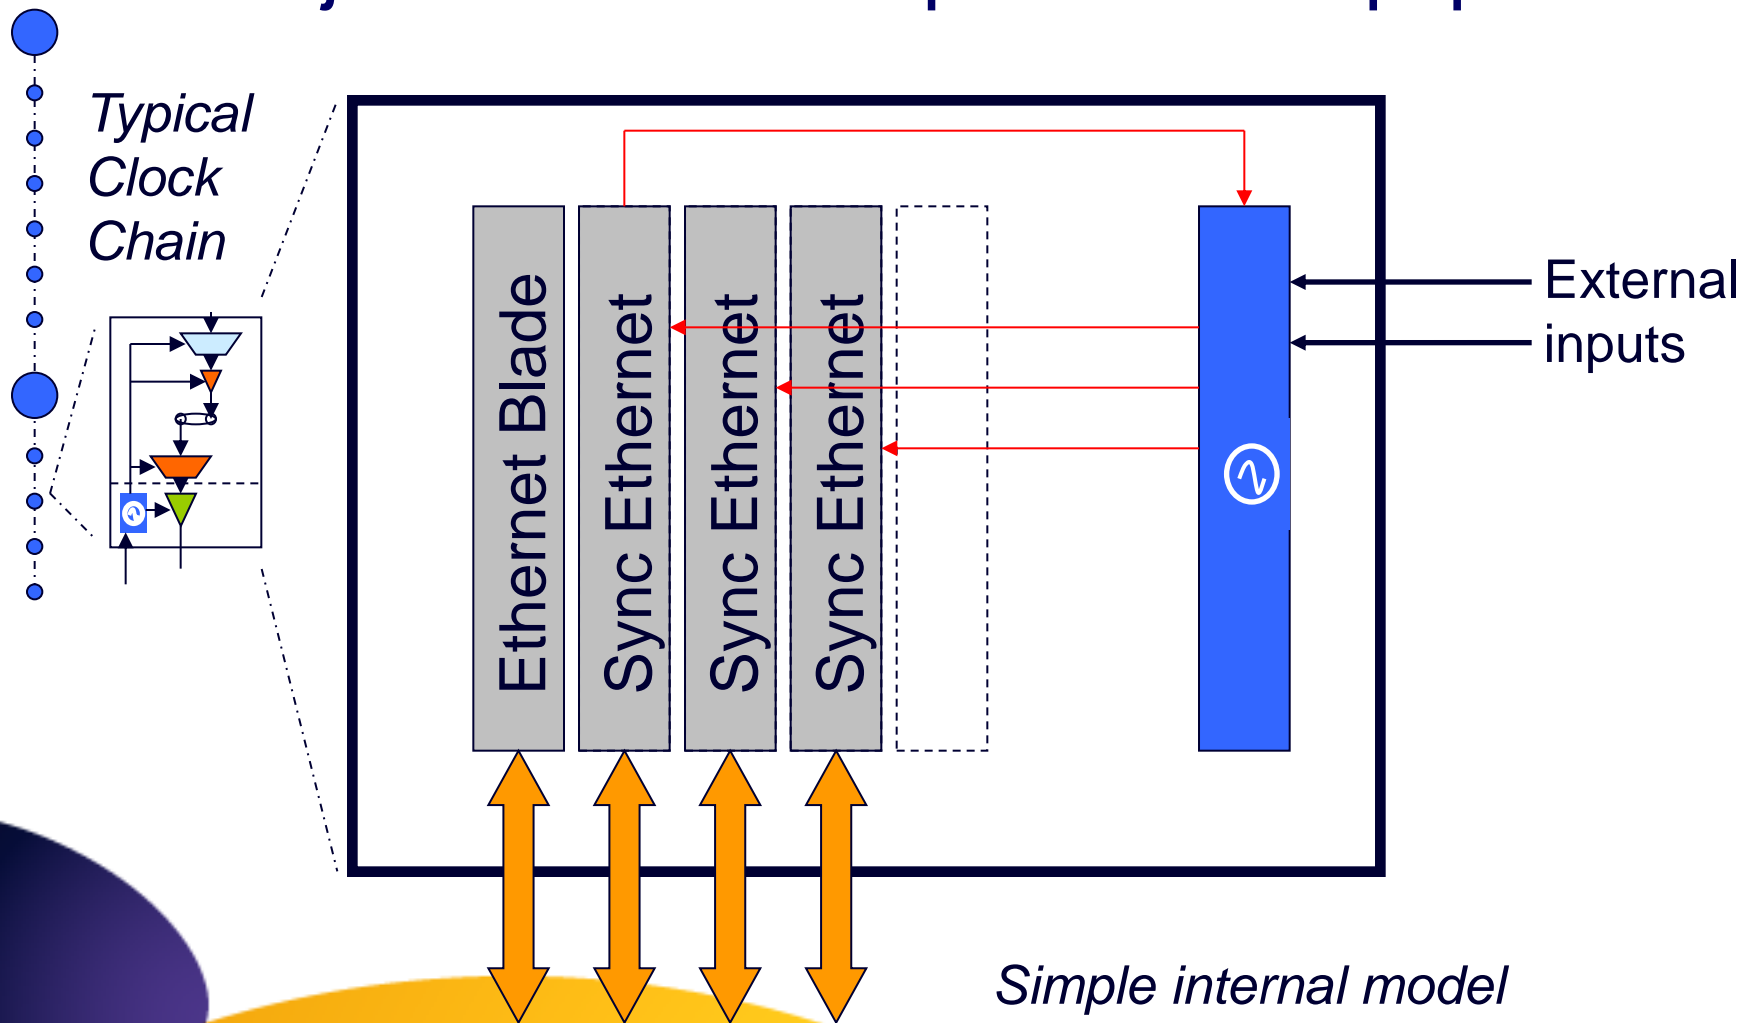 Typical
Clock
Chain
Ethernet Blade
Sync Ethernet
Sync Ethernet
Sync Ethernet
External
inputs
Simple internal model